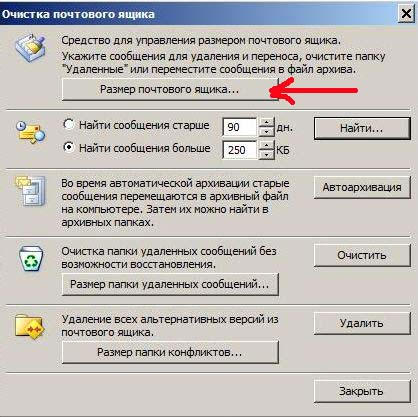 Очистка почтового ящика
Средство для управления размером почтового ящика.
Укажите сообщения для удаления и переноса, очистите папку
"Удаленные" или переместите сообщения в файл архива.
Размер почтового ящика...
Найти сообщения старше 90 дн.
Найти...
Найти сообщения больше 250 КБ
Во время автоматической архивации старые
сообщения перемещаются в архивный файл
на компьютере. Затем их можно найти в
архивных папках.
Автоархивация
Очистка папки удаленных сообщений без
возможности восстановления.
Очистить
Размер папки удаленных сообщений...
Удаление всех альтернативных версий из
почтового ящика.
Удалить
Размер папки конфликтов...
Закрыть